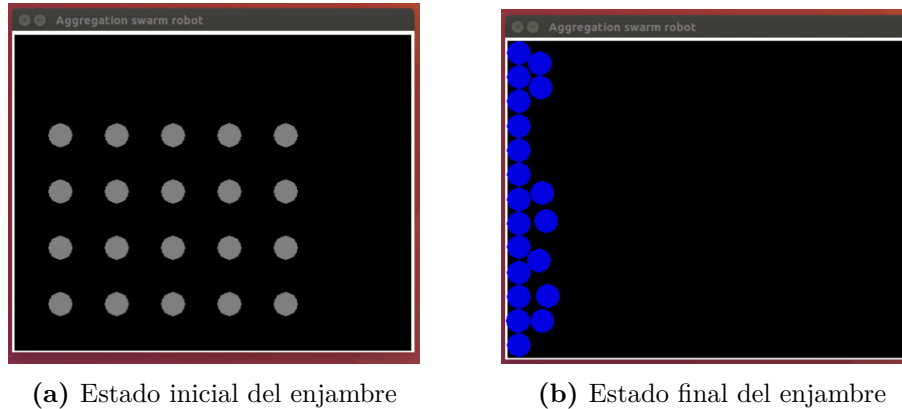 Aggregation swarm robot
Aggregation swarm robot
(a) Estado inicial del enjambre
(b) Estado final del enjambre